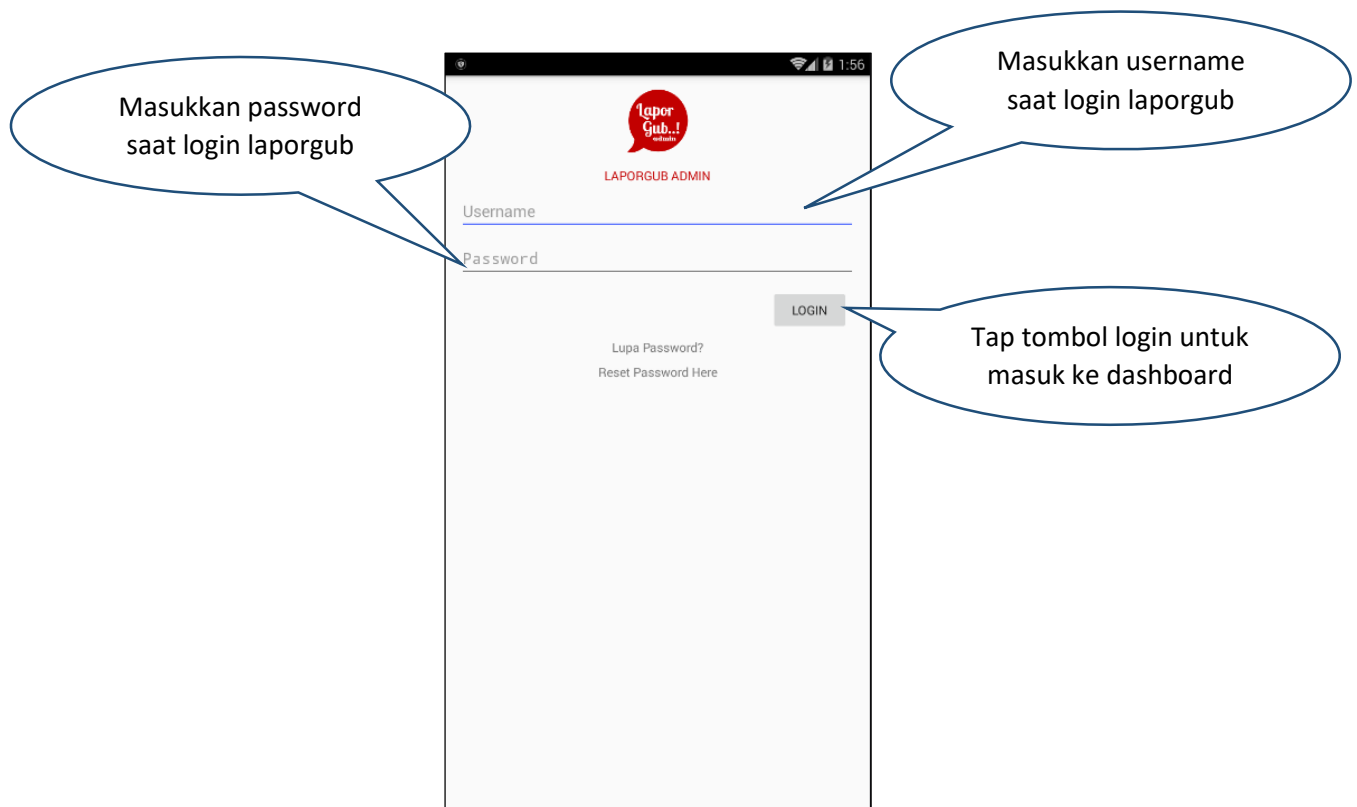 1:56
Masukkan username
saat login laporgub
Masukkan password
saat login laporgub
Lapor
Gub..!
admin
LAPORGUB ADMIN
Username
Password
LOGIN
Tap tombol login untuk
masuk ke dashboard
Lupa Password?
Reset Password Here